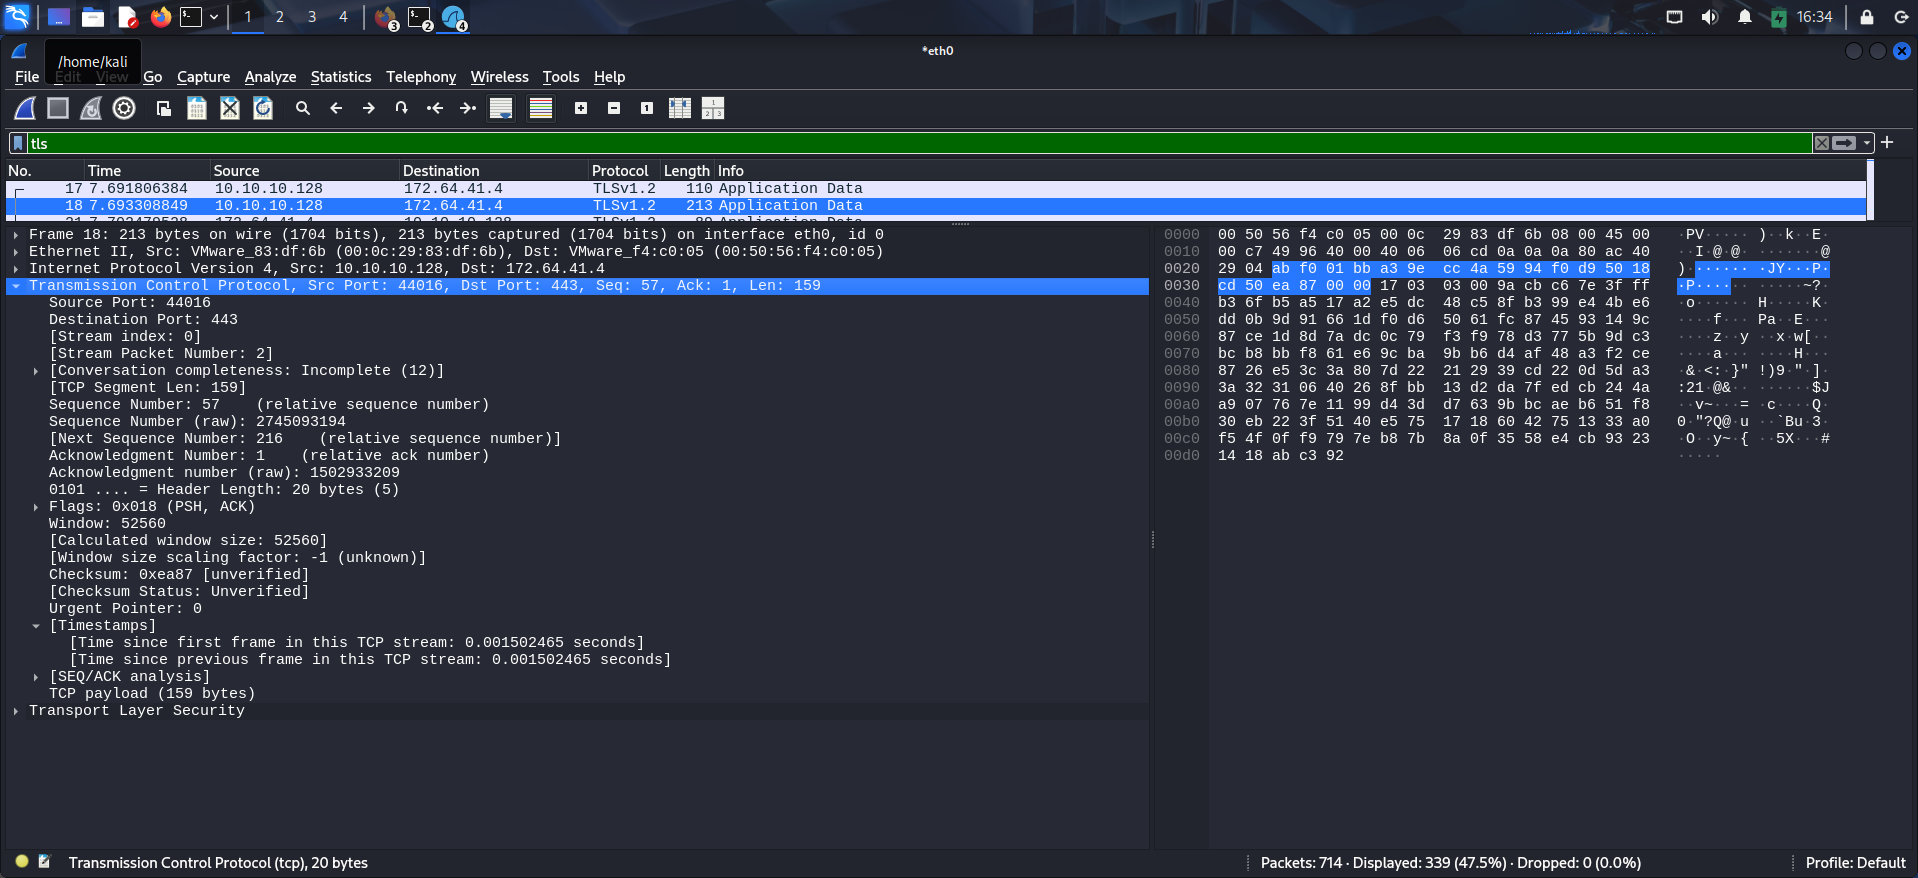 1 2 3 4 3 2 4 16:34
*eth0
/home/kali
File Edit View Go Capture Analyze Statistics Telephony Wireless Tools Help
tls
No. Time Source Destination Protocol Length Info
17 7.691806384 10.10.10.128 172.64.41.4 TLSv1.2 110 Application Data
18 7.693308849 10.10.10.128 172.64.41.4 TLSv1.2 213 Application Data
Frame 18: 213 bytes on wire (1704 bits), 213 bytes captured (1704 bits) on interface eth0, id 0
Ethernet II, Src: VMware_83:df:6b (00:0c:29:83:df:6b), Dst: VMware_f4:c0:05 (00:50:56:f4:c0:05)
Internet Protocol Version 4, Src: 10.10.10.128, Dst: 172.64.41.4
Transmission Control Protocol, Src Port: 44016, Dst Port: 443, Seq: 57, Ack: 1, Len: 159
Source Port: 44016
Destination Port: 443
[Stream index: 0]
[Stream Packet Number: 2]
[Conversation completeness: Incomplete (12)]
[TCP Segment Len: 159]
Sequence Number: 57 (relative sequence number)
Sequence Number (raw): 2745093194
[Next Sequence Number: 216 (relative sequence number)]
Acknowledgment Number: 1 (relative ack number)
Acknowledgment number (raw): 1502933209
0101 .... = Header Length: 20 bytes (5)
Flags: 0x018 (PSH, ACK)
Window: 52560
[Calculated window size: 52560]
[Window size scaling factor: -1 (unknown)]
Checksum: 0xea87 [unverified]
[Checksum Status: Unverified]
Urgent Pointer: 0
[Timestamps]
[Time since first frame in this TCP stream: 0.001502465 seconds]
[Time since previous frame in this TCP stream: 0.001502465 seconds]
[SEQ/ACK analysis]
TCP payload (159 bytes)
Transport Layer Security
0000 00 50 56 f4 c0 05 00 0c 29 83 df 6b 08 00 45 00 ·PV·····)··k··E·
0010 00 c7 49 96 40 00 40 06 06 cd 0a 0a 0a 80 ac 40 ··I·@·@········@
0020 29 04 ab f0 01 bb a3 9e cc 4a 59 94 f0 d9 50 18 )········JY···P·
0030 cd 50 ea 87 00 00 17 03 03 00 9a cb c6 7e 3f ff ·P···········~?·
0040 b3 6f b5 a5 17 a2 e5 dc 48 c5 8f b3 99 e4 4b e6 ·o······H·····K·
0050 dd 0b 9d 91 66 1d f0 d6 50 61 fc 87 45 93 14 9c ····f···Pa··E···
0060 87 ce 1d 8d 7a dc 0c 79 f3 f9 78 d3 77 5b 9d c3 ····z··y··x·w[··
0070 bc b8 bb f8 61 e6 9c ba 9b b6 d4 af 48 a3 f2 ce ····a·······H···
0080 87 26 e5 3c 3a 80 7d 22 21 29 39 cd 22 0d 5d a3 ·&·<:·}"!)9·"·]·
0090 3a 32 31 06 40 26 8f bb 13 d2 da 7f ed cb 24 4a :21·@&········$J
00a0 a9 07 76 7e 11 99 d4 3d d7 63 9b bc ae b6 51 f8 ··v~···=·c····Q·
00b0 30 eb 22 3f 51 40 e5 75 17 18 60 42 75 13 33 a0 0·"?Q@·u··`Bu·3·
00c0 f5 4f 0f f9 79 7e b8 7b 8a 0f 35 58 e4 cb 93 23 ·O··y~·{··5X···#
00d0 14 18 ab c3 92 ·····
Transmission Control Protocol (tcp), 20 bytes
Packets: 714 · Displayed: 339 (47.5%) · Dropped: 0 (0.0%)
Profile: Default